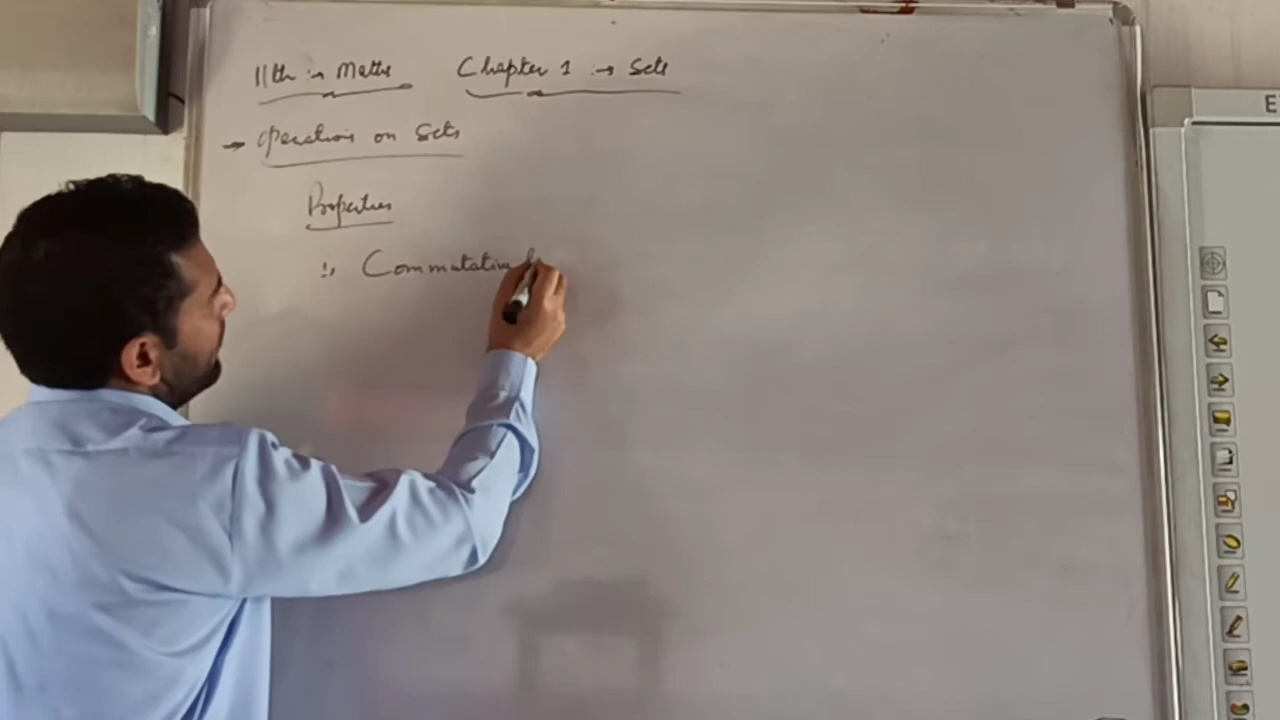 11th :→ Maths Chapter 1 :→ Sets
→ Operations on Sets
Properties
1. Commutative
E